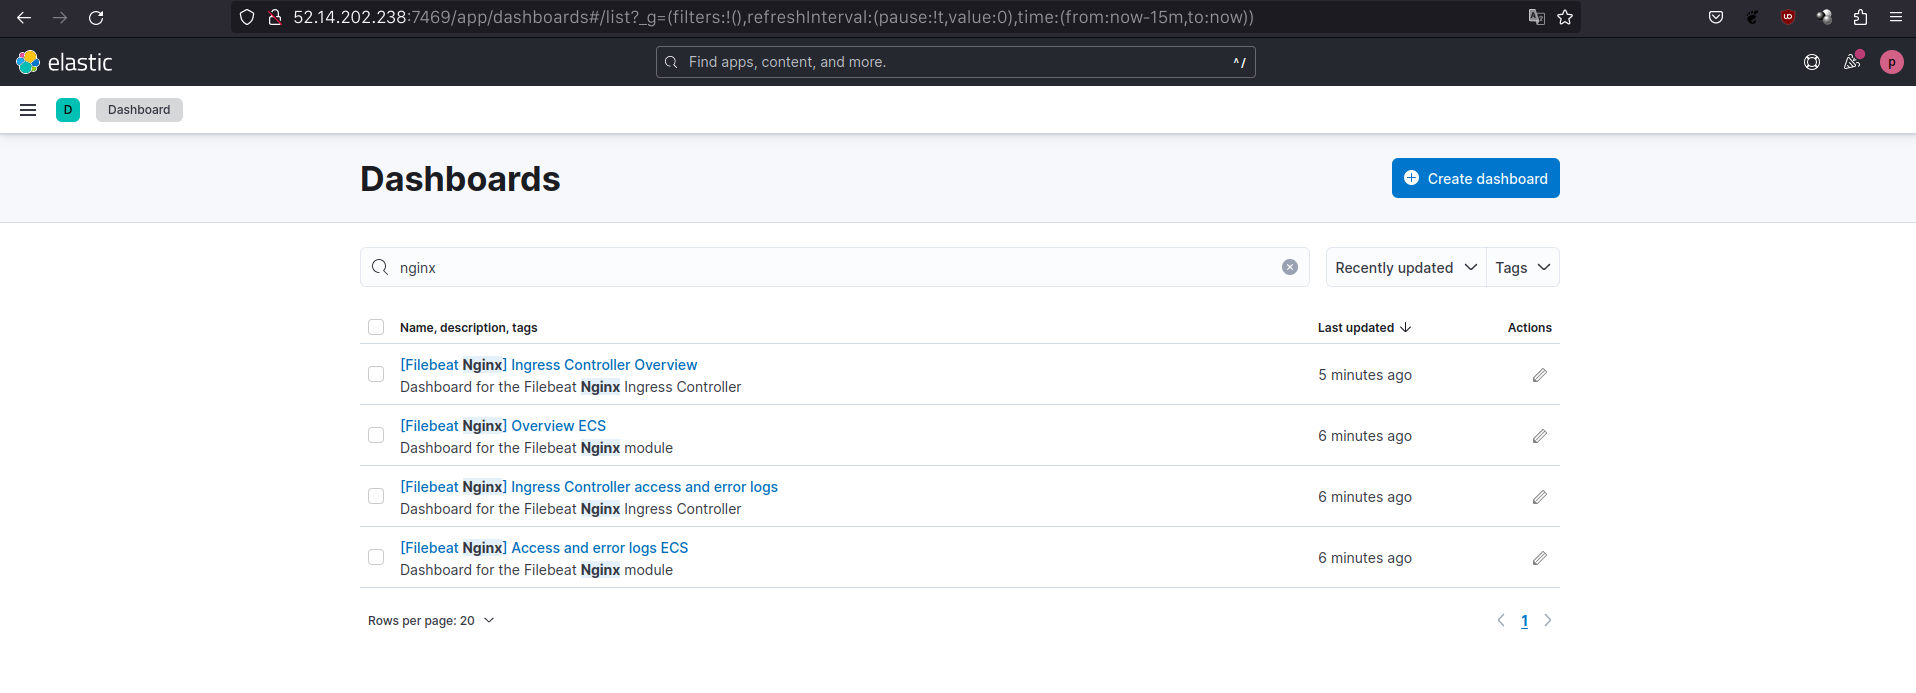 52.14.202.238:7469/app/dashboards#/list?_g=(filters:!(),refreshInterval:(pause:!t,value:0),time:(from:now-15m,to:now))
elastic
Find apps, content, and more.
^/
p
D
Dashboard
Dashboards
Create dashboard
nginx
Recently updated
Tags
Name, description, tags
Last updated
Actions
[Filebeat Nginx] Ingress Controller Overview
Dashboard for the Filebeat Nginx Ingress Controller
5 minutes ago
[Filebeat Nginx] Overview ECS
Dashboard for the Filebeat Nginx module
6 minutes ago
[Filebeat Nginx] Ingress Controller access and error logs
Dashboard for the Filebeat Nginx Ingress Controller
6 minutes ago
[Filebeat Nginx] Access and error logs ECS
Dashboard for the Filebeat Nginx module
6 minutes ago
Rows per page: 20
1